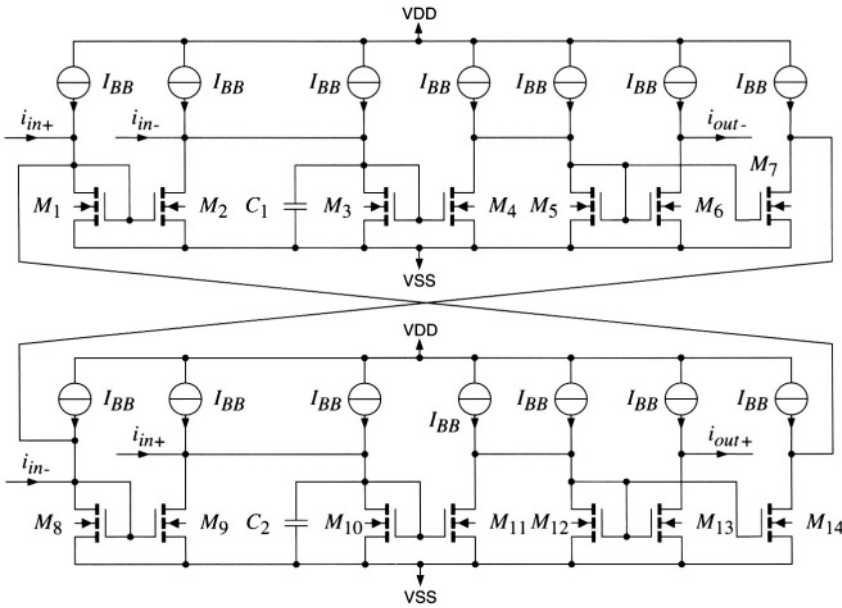 VDD
I_BB I_BB I_BB I_BB I_BB I_BB I_BB
i_in+ i_in- i_out-
M_7
M_1 M_2 C_1 M_3 M_4 M_5 M_6
VSS
VDD
I_BB I_BB I_BB I_BB I_BB I_BB I_BB
i_in+ i_out+
i_in-
M_8 M_9 C_2 M_10 M_11 M_12 M_13 M_14
VSS